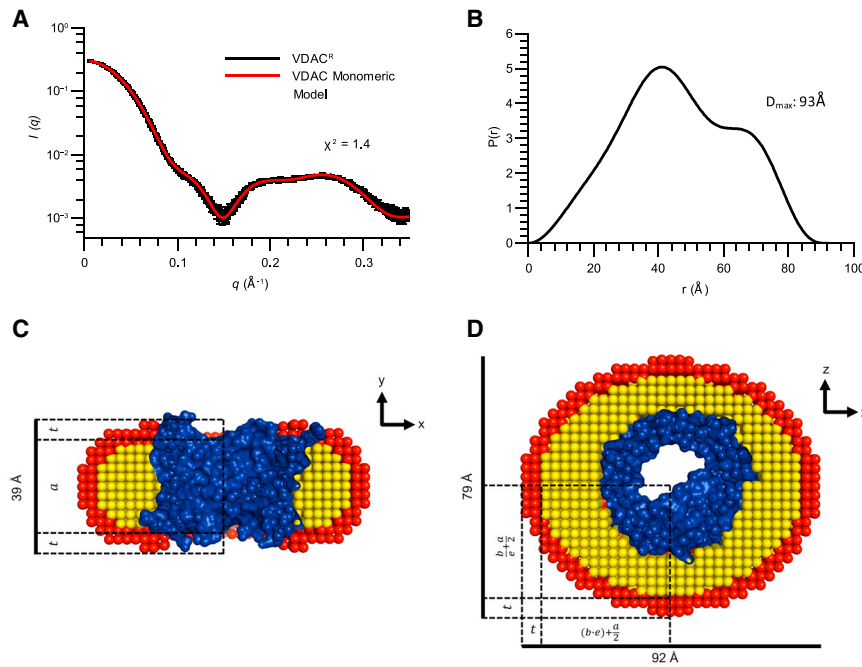 A
10⁰
10⁻¹
10⁻²
10⁻³
I (q)
0
0.1
0.2
0.3
q (Å⁻¹)
VDACᴿ
VDAC Monomeric
Model
χ² = 1.4
B
6
5
4
3
2
1
0
P(r)
0
20
40
60
80
100
r (Å)
Dmax: 93Å
C
39 Å
t
a
t
y
x
D
79 Å
b/e + a/2
t
t
(b·e)+a/2
92 Å
z